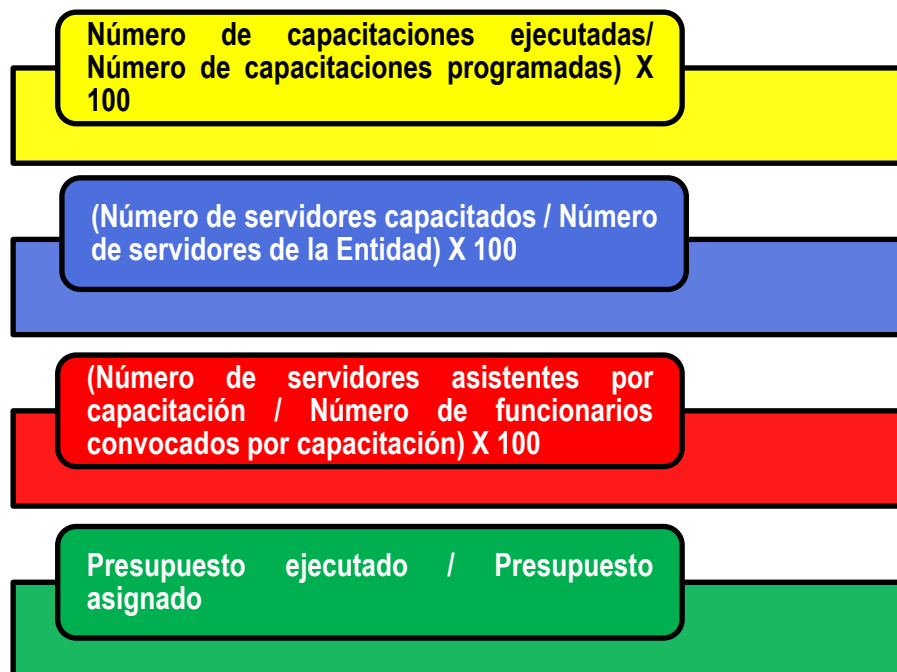 Número de capacitaciones ejecutadas/
Número de capacitaciones programadas) X
100
(Número de servidores capacitados / Número
de servidores de la Entidad) X 100
(Número de servidores asistentes por
capacitación / Número de funcionarios
convocados por capacitación) X 100
Presupuesto ejecutado / Presupuesto
asignado